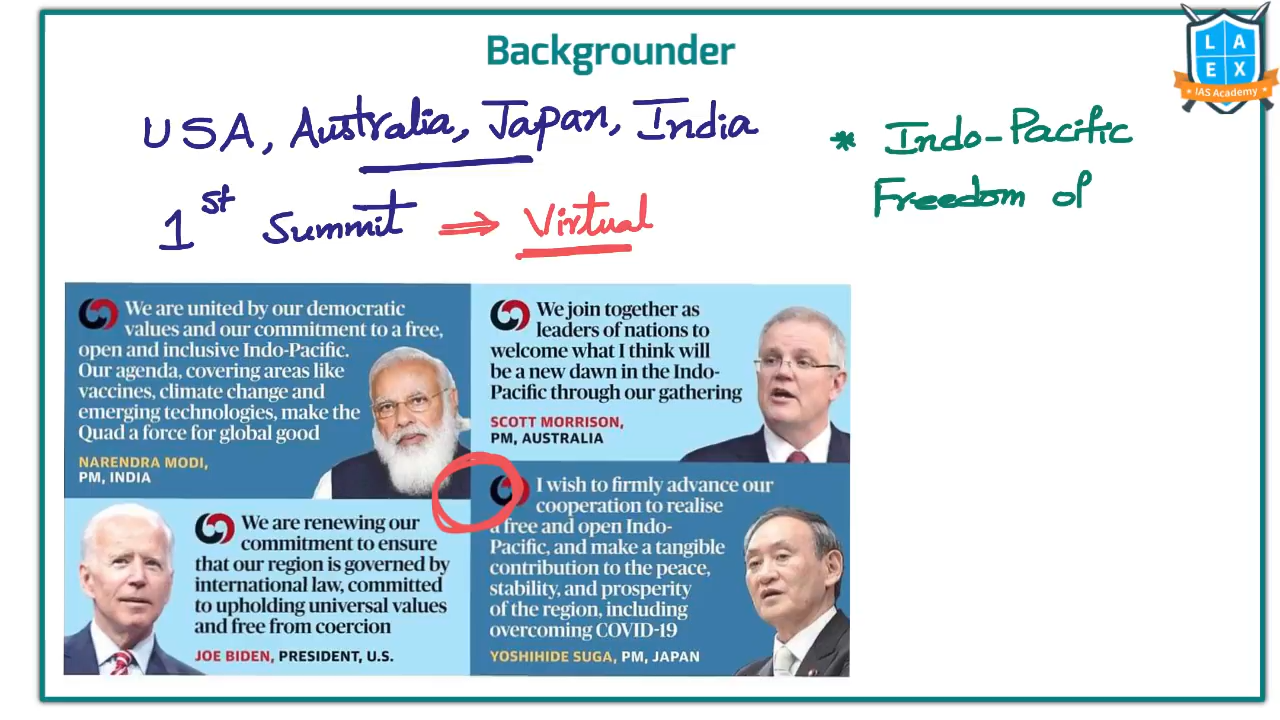 Backgrounder
L A
E X
IAS Academy
USA, Australia, Japan, India
1st Summit ⇒ Virtual
* Indo-Pacific
Freedom of
We are united by our democratic
values and our commitment to a free,
open and inclusive Indo-Pacific.
Our agenda, covering areas like
vaccines, climate change and
emerging technologies, make the
Quad a force for global good
NARENDRA MODI,
PM, INDIA
We join together as
leaders of nations to
welcome what I think will
be a new dawn in the Indo-
Pacific through our gathering
SCOTT MORRISON,
PM, AUSTRALIA
We are renewing our
commitment to ensure
that our region is governed by
international law, committed
to upholding universal values
and free from coercion
JOE BIDEN, PRESIDENT, U.S.
I wish to firmly advance our
cooperation to realise
a free and open Indo-
Pacific, and make a tangible
contribution to the peace,
stability, and prosperity
of the region, including
overcoming COVID-19
YOSHIHIDE SUGA, PM, JAPAN